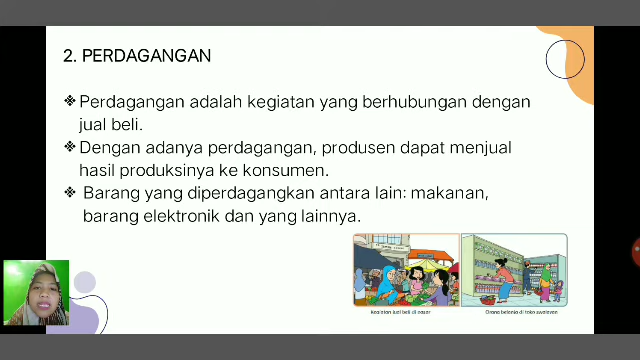 2. PERDAGANGAN
❖ Perdagangan adalah kegiatan yang berhubungan dengan
jual beli.
❖ Dengan adanya perdagangan, produsen dapat menjual
hasil produksinya ke konsumen.
❖ Barang yang diperdagangkan antara lain: makanan,
barang elektronik dan yang lainnya.
Kegiatan jual beli di pasar
Orang belanja di toko swalayan